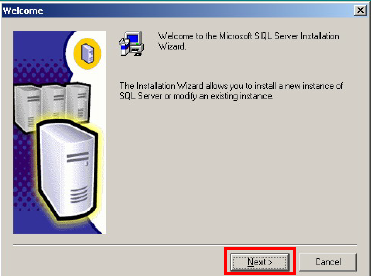 Welcome
Welcome to the Microsoft SQL Server Installation
Wizard.
The Installation Wizard allows you to install a new instance of
SQL Server or modify an existing instance.
Next >
Cancel